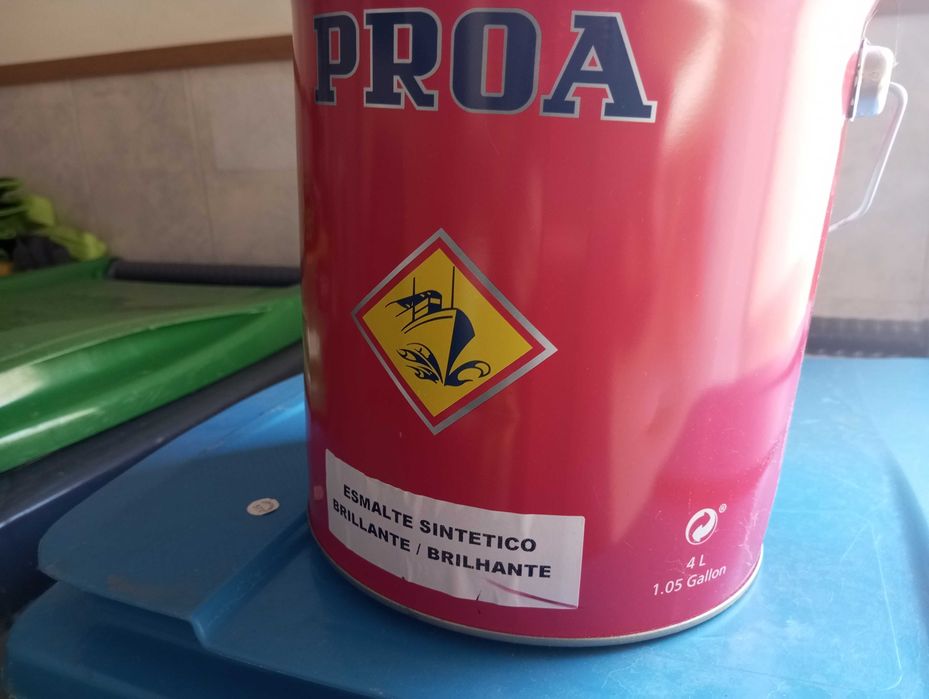 PROA
ESMALTE SINTETICO
BRILLANTE / BRILHANTE
®
4 L
1.05 Gallon